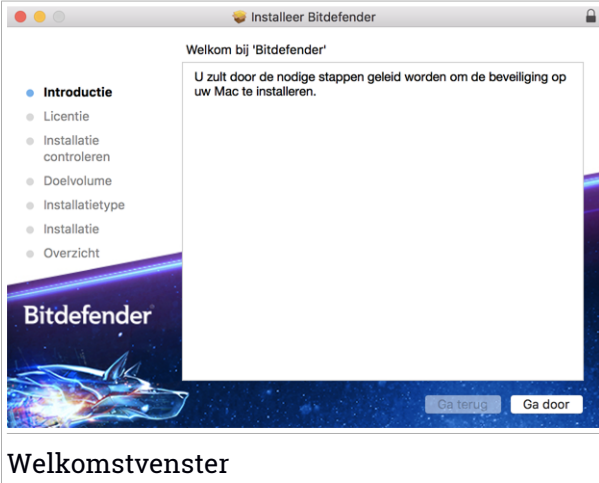 Installeer Bitdefender
Welkom bij 'Bitdefender'
Introductie
Licentie
Installatie
controleren
Doelvolume
Installatietype
Installatie
Overzicht
U zult door de nodige stappen geleid worden om de beveiliging op
uw Mac te installeren.
Bitdefender
Ga terug
Ga door
Welkomstvenster